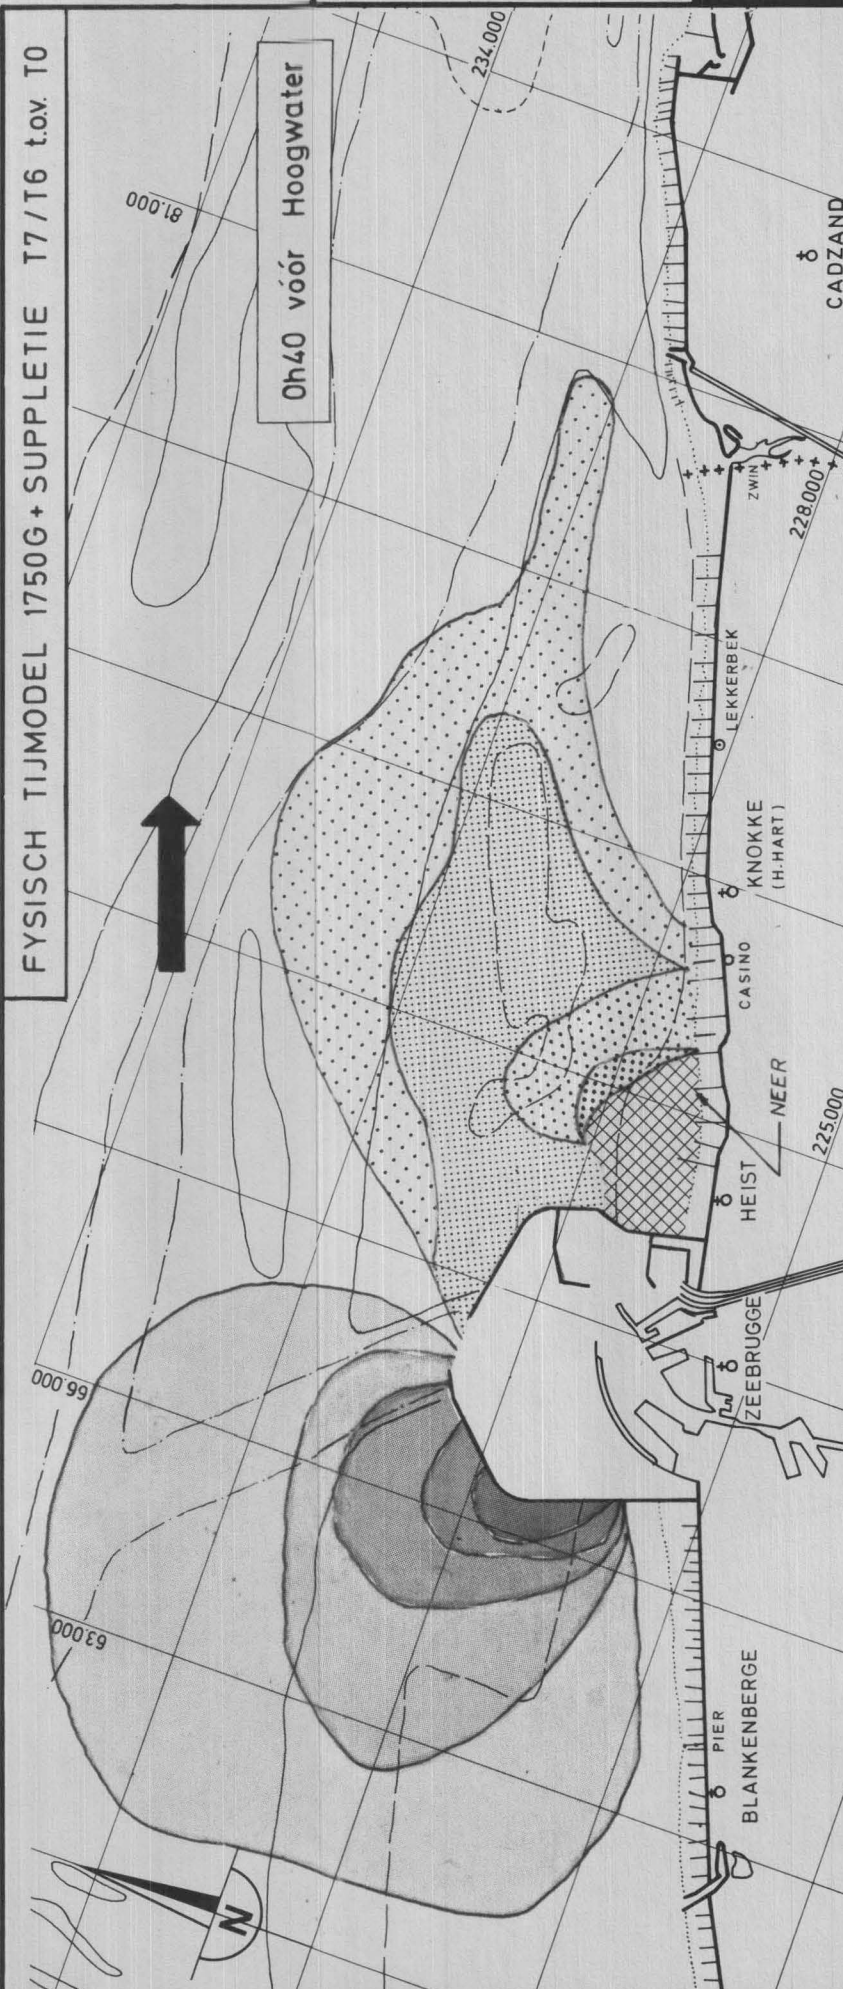 FYSISCH TIJMODEL 1750G + SUPPLETIE T7/T6 t.o.v. T0
0h40 vóór Hoogwater
81.000
234.000
66.000
63.000
228.000
225.000
N
BLANKENBERGE
PIER
ZEEBRUGGE
HEIST
NEER
CASINO
KNOKKE
(H.HART)
LEKKERBEK
ZWIN
CADZAND